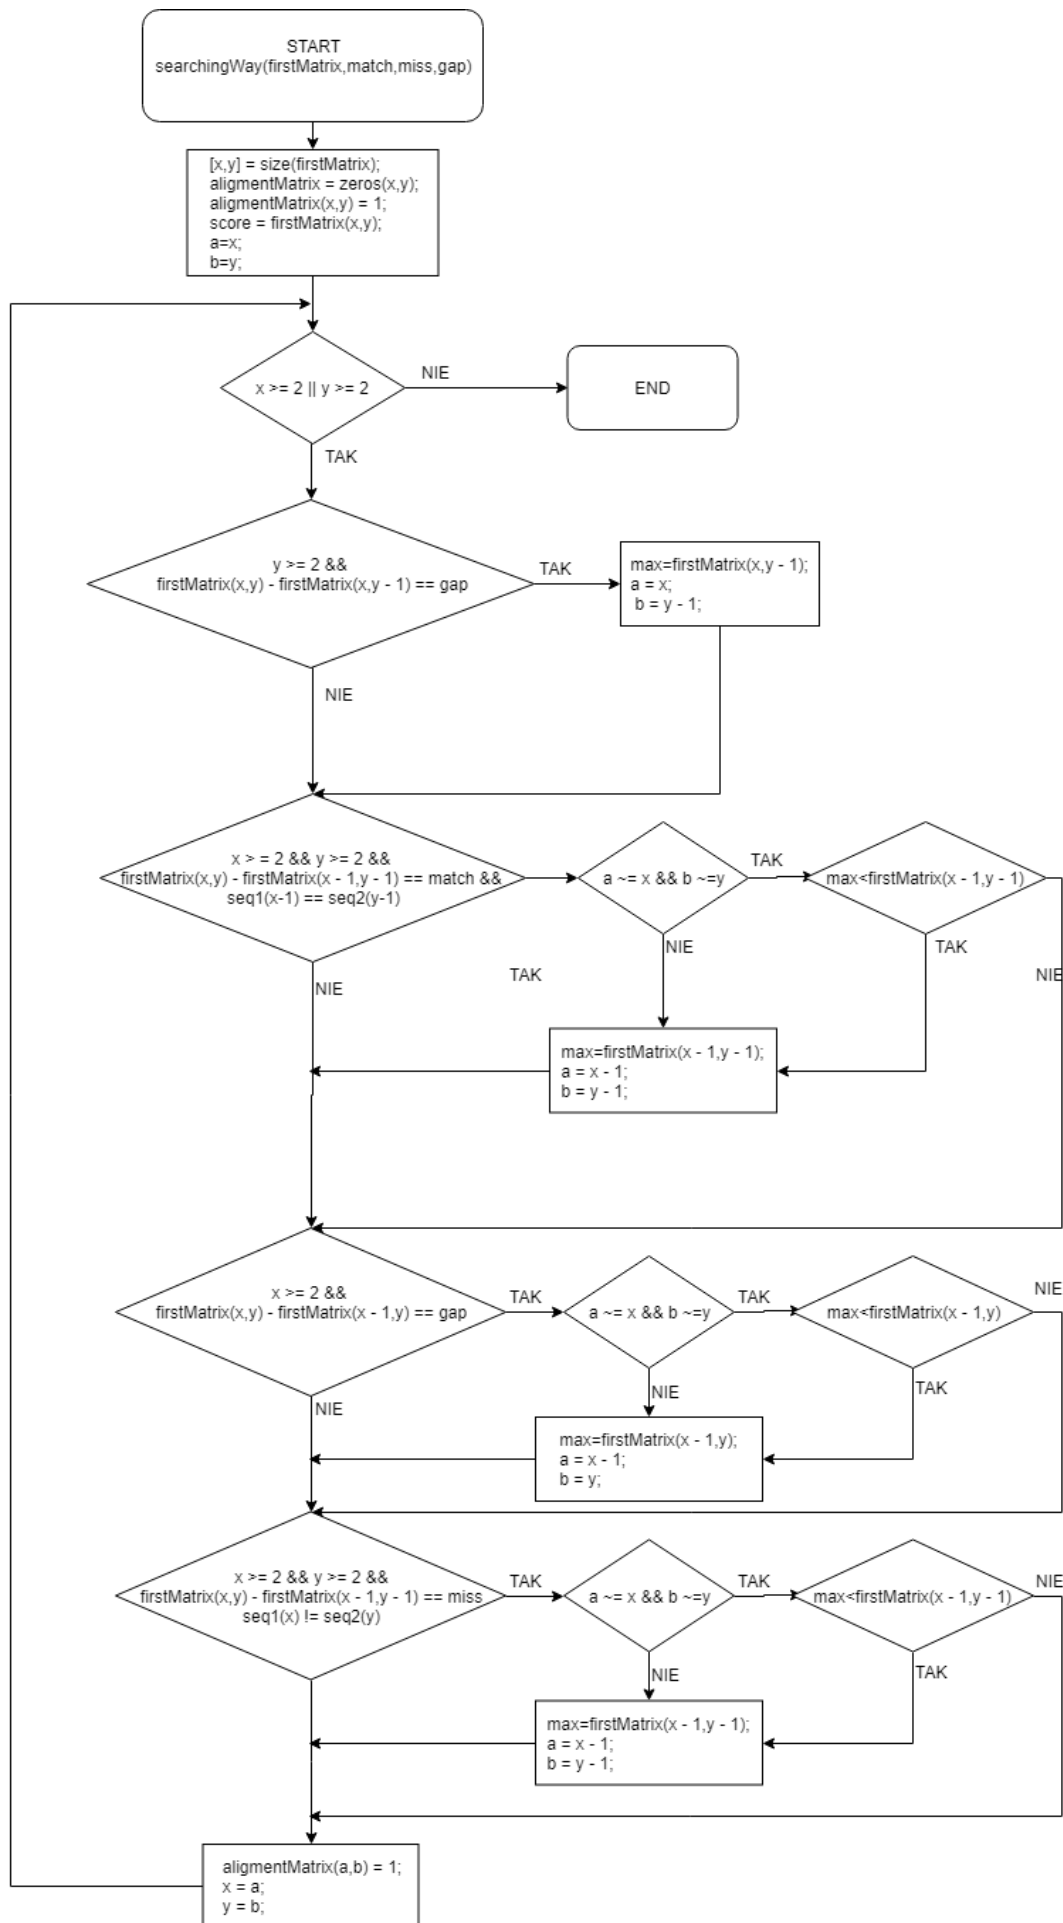 START
searchingWay(firstMatrix,match,miss,gap)
[x,y] = size(firstMatrix);
aligmentMatrix = zeros(x,y);
aligmentMatrix(x,y) = 1;
score = firstMatrix(x,y);
a=x;
b=y;
x >= 2 || y >= 2
NIE
END
TAK
y >= 2 &&
firstMatrix(x,y) - firstMatrix(x,y - 1) == gap
TAK
max=firstMatrix(x,y - 1);
a = x;
b = y - 1;
NIE
x > = 2 && y >= 2 &&
firstMatrix(x,y) - firstMatrix(x - 1,y - 1) == match &&
seq1(x-1) == seq2(y-1)
a ~= x && b ~=y
TAK
max<firstMatrix(x - 1,y - 1)
NIE
TAK
TAK
NIE
NIE
max=firstMatrix(x - 1,y - 1);
a = x - 1;
b = y - 1;
x >= 2 &&
firstMatrix(x,y) - firstMatrix(x - 1,y) == gap
TAK
a ~= x && b ~=y
TAK
max<firstMatrix(x - 1,y)
NIE
NIE
NIE
TAK
max=firstMatrix(x - 1,y);
a = x - 1;
b = y;
x >= 2 && y >= 2 &&
firstMatrix(x,y) - firstMatrix(x - 1,y - 1) == miss
seq1(x) != seq2(y)
TAK
a ~= x && b ~=y
TAK
max<firstMatrix(x - 1,y - 1)
NIE
NIE
TAK
max=firstMatrix(x - 1,y - 1);
a = x - 1;
b = y - 1;
aligmentMatrix(a,b) = 1;
x = a;
y = b;